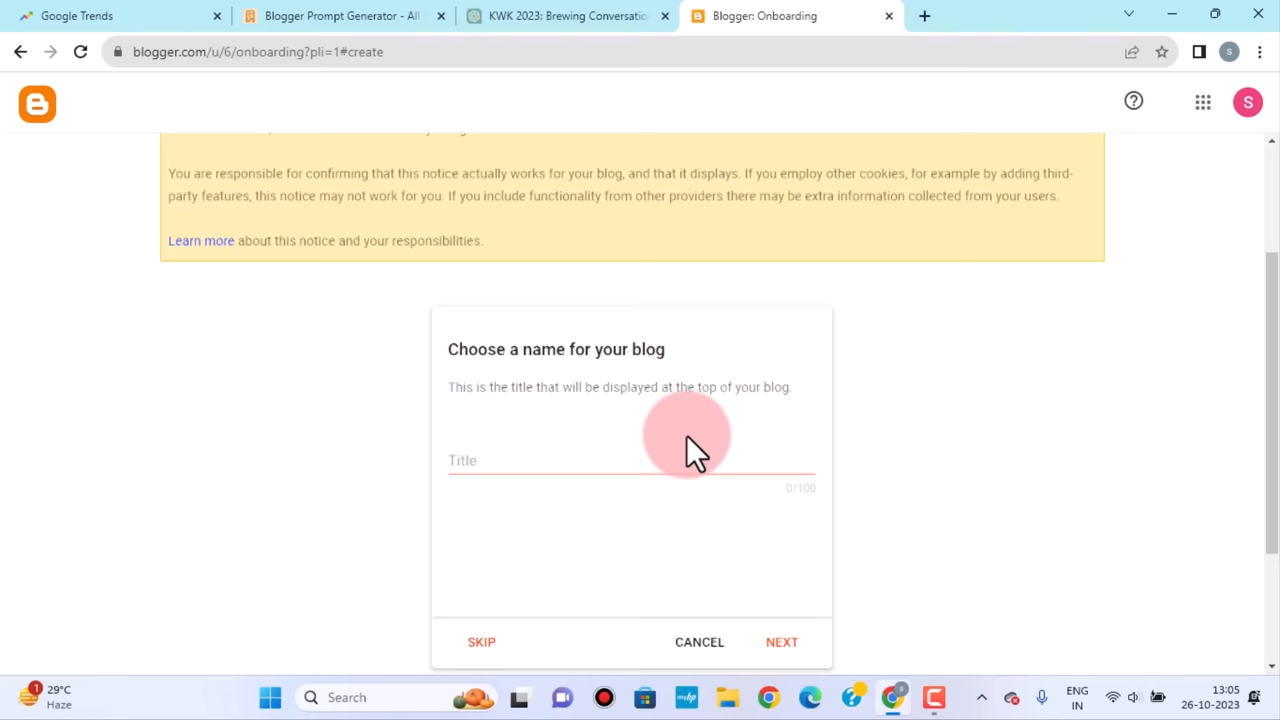 Google Trends
Blogger Prompt Generator - All
KWK 2023: Brewing Conversatio
Blogger: Onboarding
blogger.com/u/6/onboarding?pli=1#create
S
S
You are responsible for confirming that this notice actually works for your blog, and that it displays. If you employ other cookies, for example by adding third-
party features, this notice may not work for you. If you include functionality from other providers there may be extra information collected from your users.
Learn more about this notice and your responsibilities.
Choose a name for your blog
This is the title that will be displayed at the top of your blog.
Title
0/100
SKIP
CANCEL
NEXT
1
29°C
Haze
Search
myhp
S
ENG
IN
13:05
26-10-2023